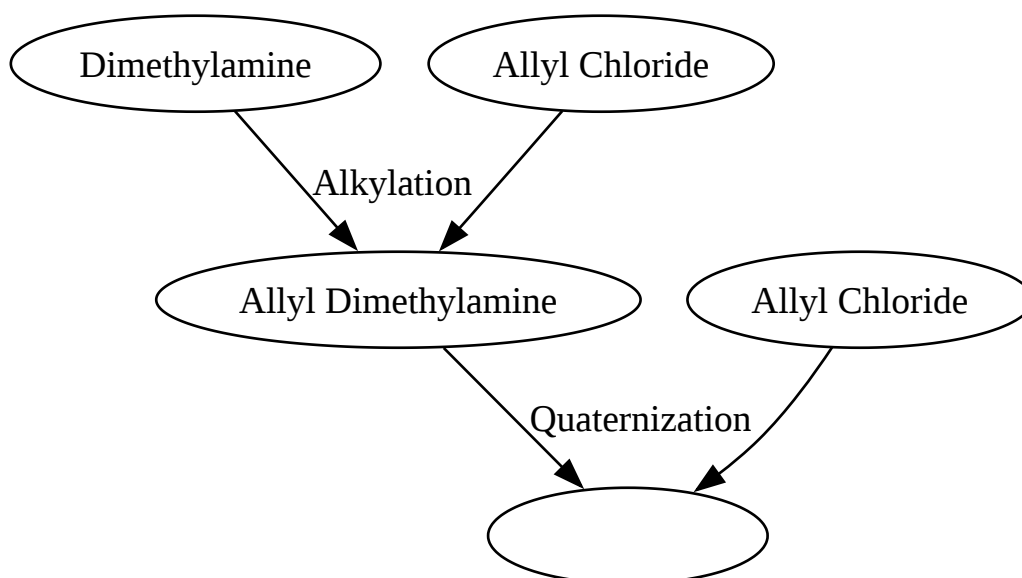 Dimethylamine
Allyl Chloride
Alkylation
Allyl Dimethylamine
Allyl Chloride
Quaternization